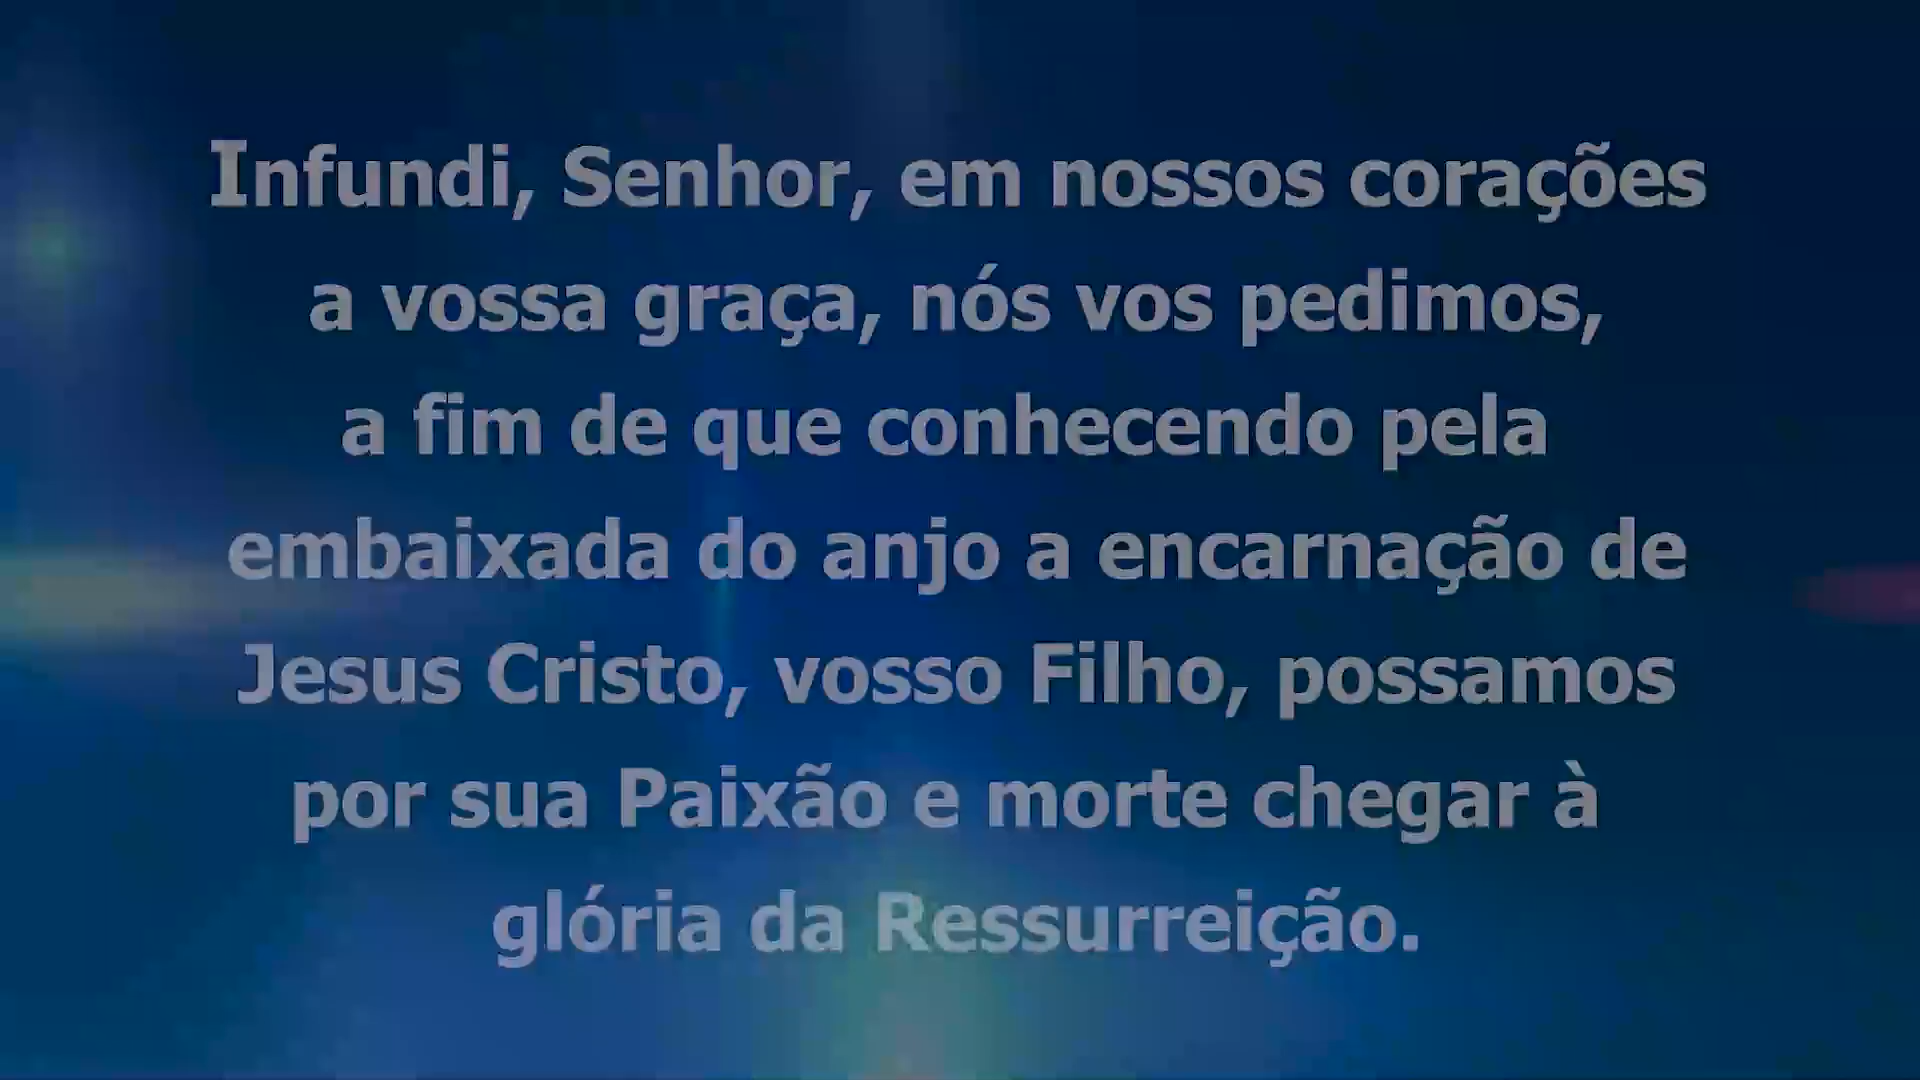 Infundi, Senhor, em nossos corações
a vossa graça, nós vos pedimos,
a fim de que conhecendo pela
embaixada do anjo a encarnação de
Jesus Cristo, vosso Filho, possamos
por sua Paixão e morte chegar à
glória da Ressurreição.